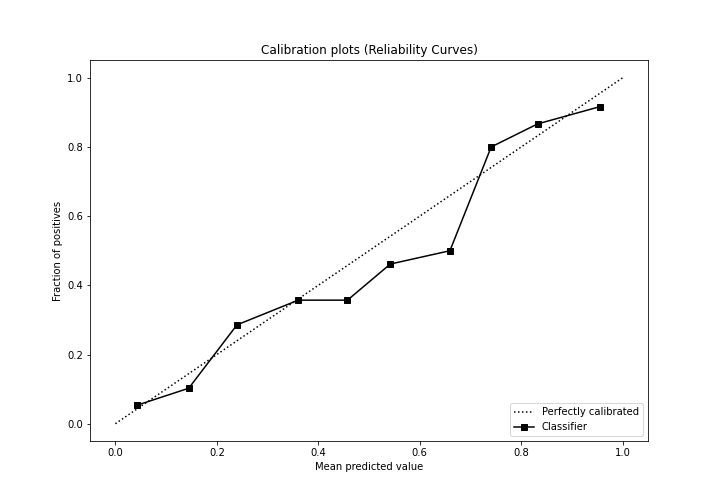 Calibration plots (Reliability Curves)
1.0
0.8
0.6
0.4
0.2
0.0
Fraction of positives
0.0 0.2 0.4 0.6 0.8 1.0
Mean predicted value
Perfectly calibrated
Classifier